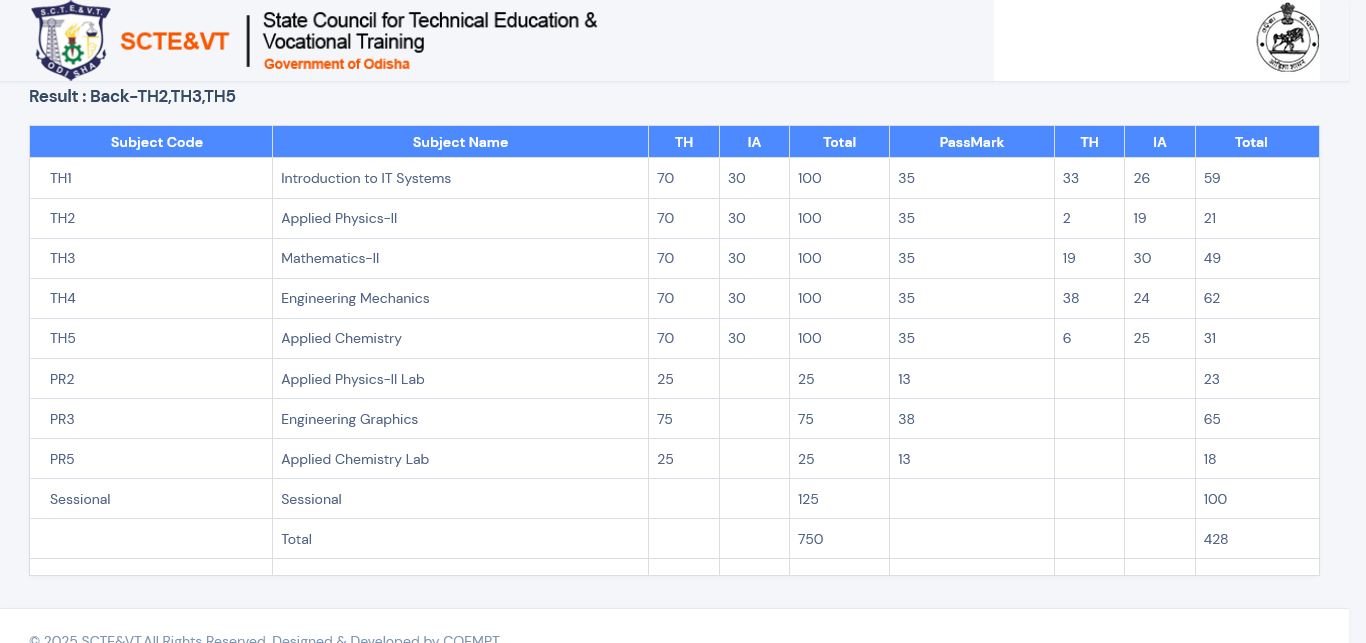 S.C.T.E.&V.T.
ODISHA
SCTE&VT
State Council for Technical Education &
Vocational Training
Government of Odisha
Result : Back-TH2,TH3,TH5
Subject Code Subject Name TH IA Total PassMark TH IA Total
TH1 Introduction to IT Systems 70 30 100 35 33 26 59
TH2 Applied Physics-II 70 30 100 35 2 19 21
TH3 Mathematics-II 70 30 100 35 19 30 49
TH4 Engineering Mechanics 70 30 100 35 38 24 62
TH5 Applied Chemistry 70 30 100 35 6 25 31
PR2 Applied Physics-II Lab 25 25 13 23
PR3 Engineering Graphics 75 75 38 65
PR5 Applied Chemistry Lab 25 25 13 18
Sessional Sessional 125 100
Total 750 428
© 2025 SCTE&VT.All Rights Reserved. Designed & Developed by COEMPT